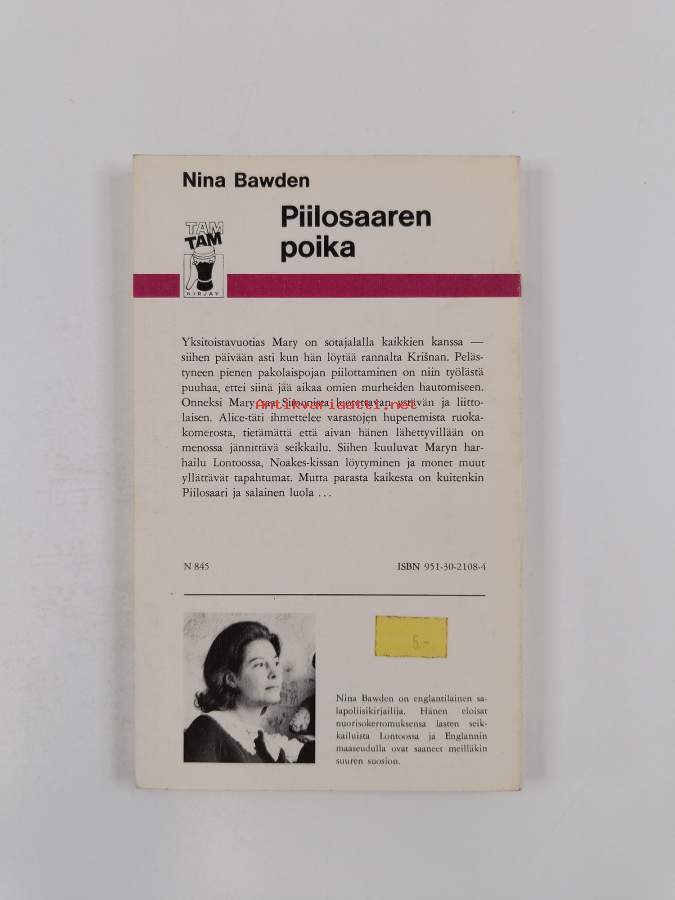 Nina Bawden
Piilosaaren
poika
TAM
TAM
KIRJAT
Yksitoistavuotias Mary on sotajalalla kaikkien kanssa —
siihen päivään asti kun hän löytää rannalta Krišnan. Peläs-
tyneen pienen pakolaispojan piilottaminen on niin työlästä
puuhaa, ettei siinä jää aikaa omien murheiden hautomiseen.
Onneksi Mary saa Simonista luotettavan ystävän ja liitto-
Antikvariaatti.net
laisen. Alice-täti ihmettelee varastojen hupenemista ruoka-
komerosta, tietämättä että aivan hänen lähettyvillään on
menossa jännittävä seikkailu. Siihen kuuluvat Maryn har-
hailu Lontoossa, Noakes-kissan löytyminen ja monet muut
yllättävät tapahtumat. Mutta parasta kaikesta on kuitenkin
Piilosaari ja salainen luola ...
N 845 ISBN 951-30-2108-4
5.–
Nina Bawden on englantilainen sa-
lapoliisikirjailija. Hänen eloisat
nuorisokertomuksensa lasten seik-
kailuista Lontoossa ja Englannin
maaseudulla ovat saaneet meilläkin
suuren suosion.